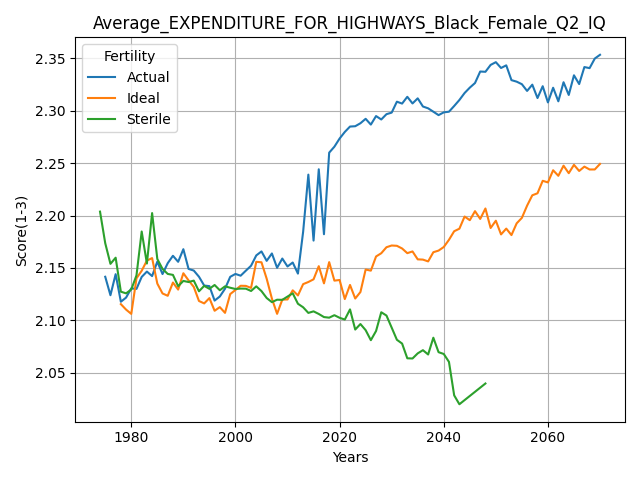 Average_EXPENDITURE_FOR_HIGHWAYS_Black_Female_Q2_IQ
Fertility
Actual
Ideal
Sterile
Score(1-3)
2.35
2.30
2.25
2.20
2.15
2.10
2.05
1980
2000
2020
2040
2060
Years